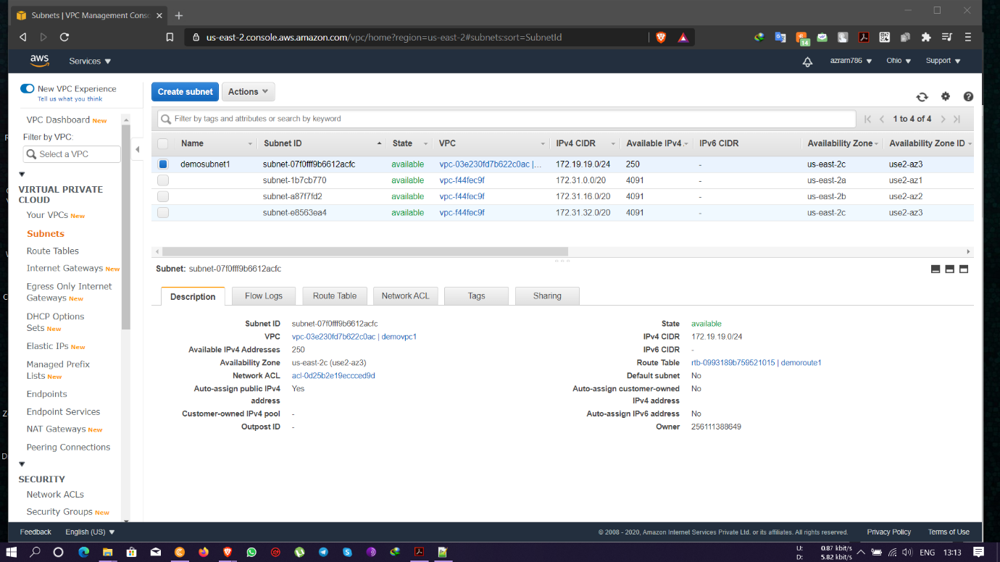 Subnets | VPC Management Cons
us-east-2.console.aws.amazon.com/vpc/home?region=us-east-2#subnets:sort=SubnetId
14
aws
Services
azram786
Ohio
Support
New VPC Experience
Tell us what you think
Create subnet
Actions
VPC Dashboard New
Filter by VPC:
Select a VPC
Filter by tags and attributes or search by keyword
1 to 4 of 4
Name Subnet ID State VPC IPv4 CIDR Available IPv4 IPv6 CIDR Availability Zone Availability Zone ID
demosubnet1 subnet-07f0fff9b6612acfc available vpc-03e230fd7b622c0ac |... 172.19.19.0/24 250 - us-east-2c use2-az3
subnet-1b7cb770 available vpc-f44fec9f 172.31.0.0/20 4091 - us-east-2a use2-az1
subnet-a87f7fd2 available vpc-f44fec9f 172.31.16.0/20 4091 - us-east-2b use2-az2
subnet-e8563ea4 available vpc-f44fec9f 172.31.32.0/20 4091 - us-east-2c use2-az3
VIRTUAL PRIVATE
CLOUD
Your VPCs New
Subnets
Route Tables
Internet Gateways New
Egress Only Internet
Gateways New
DHCP Options
Sets New
Elastic IPs New
Managed Prefix
Lists New
Endpoints
Endpoint Services
NAT Gateways New
Peering Connections
SECURITY
Network ACLs
Security Groups New
Subnet: subnet-07f0fff9b6612acfc
Description Flow Logs Route Table Network ACL Tags Sharing
Subnet ID subnet-07f0fff9b6612acfc
VPC vpc-03e230fd7b622c0ac | demovpc1
Available IPv4 Addresses 250
Availability Zone us-east-2c (use2-az3)
Network ACL acl-0d25b2e19eccced9d
Auto-assign public IPv4 Yes
address
Customer-owned IPv4 pool -
Outpost ID -
State available
IPv4 CIDR 172.19.19.0/24
IPv6 CIDR -
Route Table rtb-0993189b759521015 | demoroute1
Default subnet No
Auto-assign customer-owned No
IPv4 address
Auto-assign IPv6 address No
Owner 256111388649
Feedback
English (US)
© 2008 - 2020, Amazon Internet Services Private Ltd. or its affiliates. All rights reserved.
Privacy Policy
Terms of Use
U: 0.87 kbit/s
D: 5.82 kbit/s
ENG
13:13